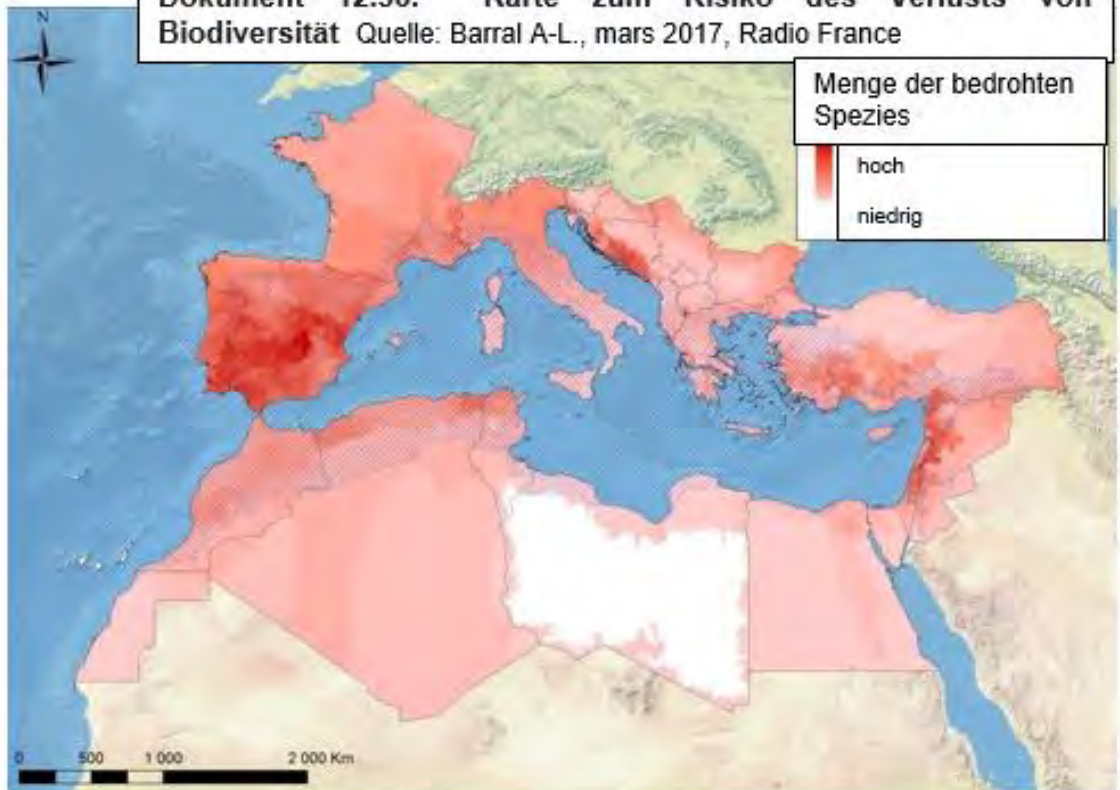 Dokument 12.36. Karte zum Risiko des Verlusts von
Biodiversität Quelle: Barral A-L., mars 2017, Radio France
N
Menge der bedrohten
Spezies
hoch
niedrig
0 500 1 000 2 000 Km